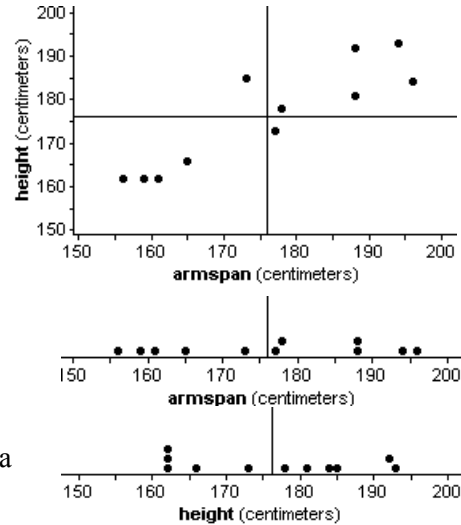 200
190
180
170
160
150
height (centimeters)
150 160 170 180 190 200
armspan (centimeters)
150 160 170 180 190 200
armspan (centimeters)
a
150 160 170 180 190 200
height (centimeters)